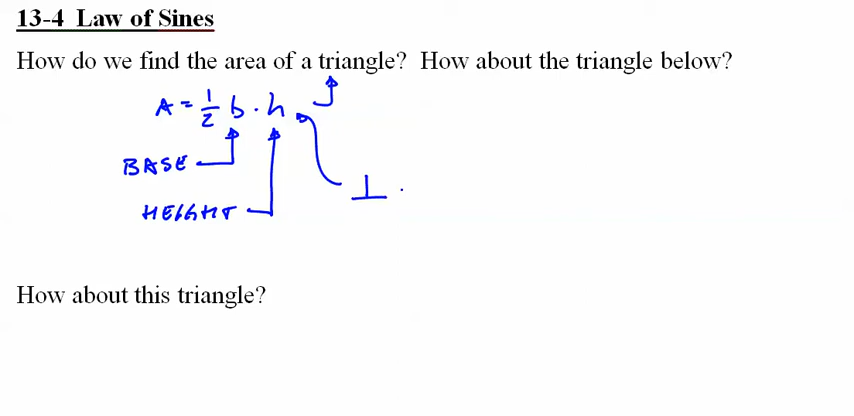 13-4 Law of Sines
How do we find the area of a triangle? How about the triangle below?
A = 1/2 b · h
BASE
HEIGHT
⊥
How about this triangle?